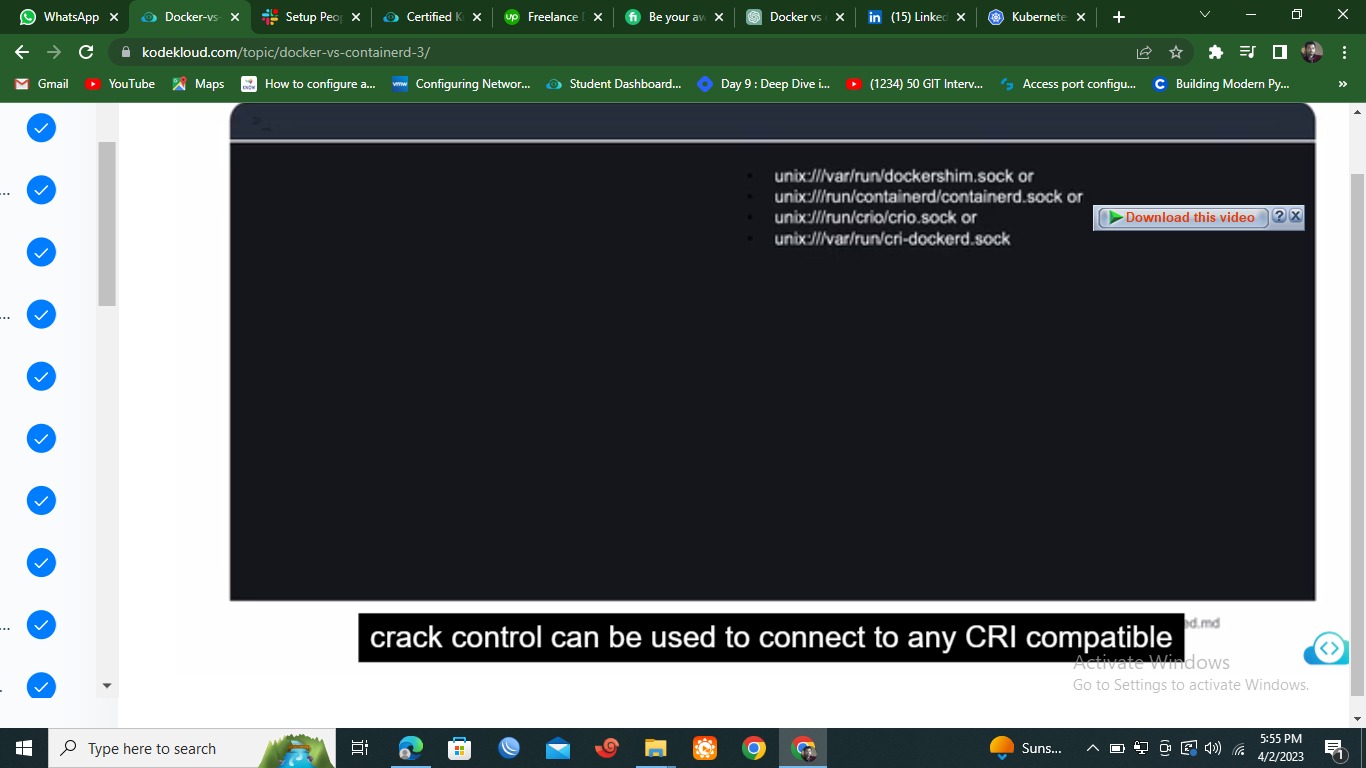 WhatsApp
Docker-vs-
Setup Peo
Certified K
Freelance
Be your aw
Docker vs
(15) Linked
Kubernete
kodekloud.com/topic/docker-vs-containerd-3/
Gmail
YouTube
Maps
How to configure a...
Configuring Networ...
Student Dashboard...
Day 9 : Deep Dive i...
(1234) 50 GIT Interv...
Access port configu...
Building Modern Py...
»
>_
unix:///var/run/dockershim.sock or
unix:///run/containerd/containerd.sock or
unix:///run/crio/crio.sock or
unix:///var/run/cri-dockerd.sock
Download this video
crack control can be used to connect to any CRI compatible
ed.md
Activate Windows
Go to Settings to activate Windows.
Type here to search
Suns...
5:55 PM
4/2/2023
1